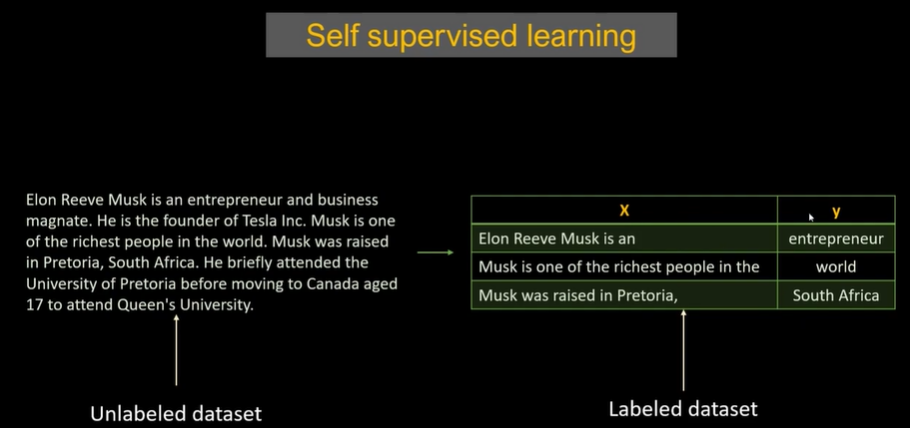 Self supervised learning
Elon Reeve Musk is an entrepreneur and business
magnate. He is the founder of Tesla Inc. Musk is one
of the richest people in the world. Musk was raised
in Pretoria, South Africa. He briefly attended the
University of Pretoria before moving to Canada aged
17 to attend Queen's University.
Unlabeled dataset
X y
Elon Reeve Musk is an entrepreneur
Musk is one of the richest people in the world
Musk was raised in Pretoria, South Africa
Labeled dataset